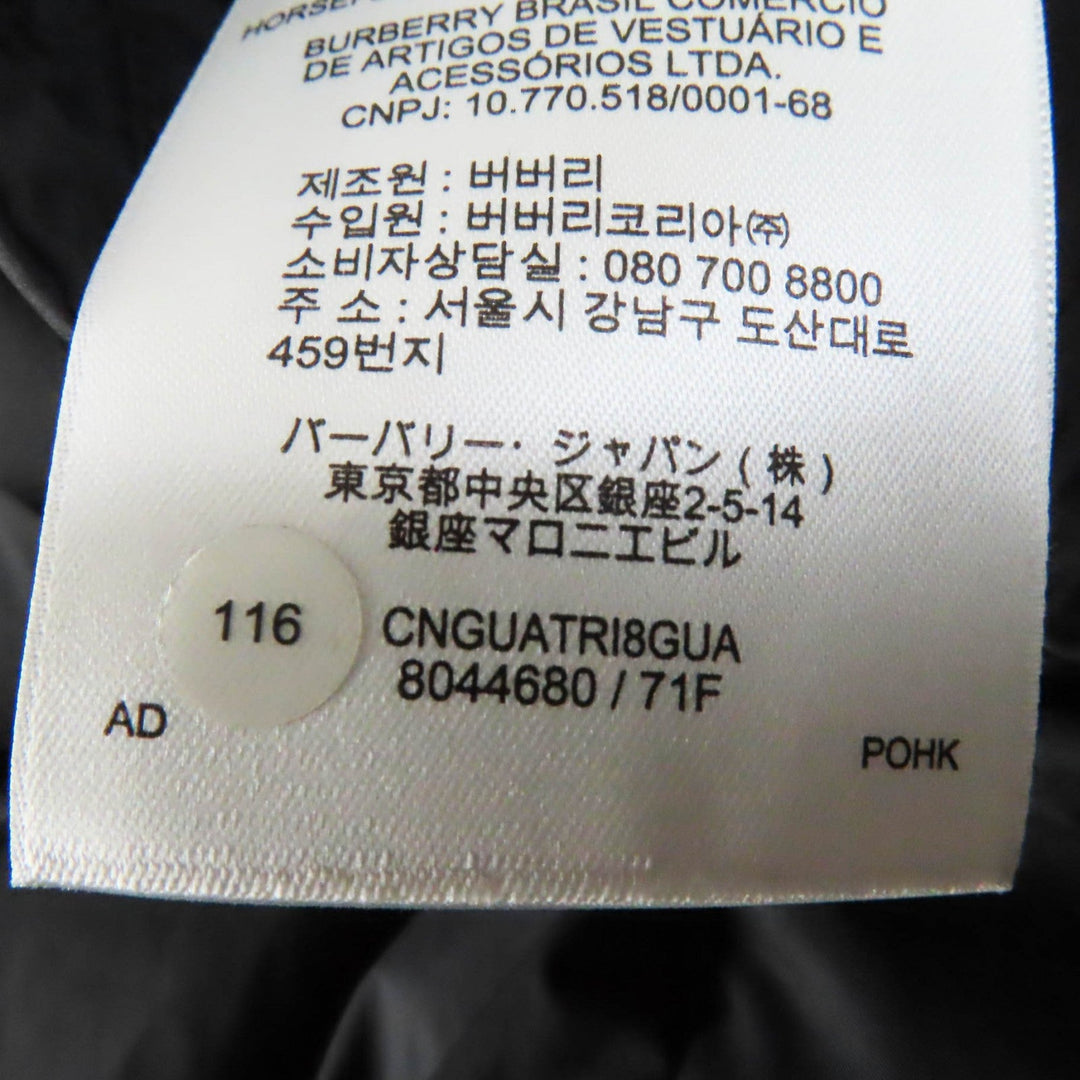 BURBERRY BRASIL COMERCIO
DE ARTIGOS DE VESTUÁRIO E
ACESSÓRIOS LTDA.
CNPJ: 10.770.518/0001-68
제조원 : 버버리
수입원 : 버버리코리아㈜
소비자상담실 : 080 700 8800
주 소 : 서울시 강남구 도산대로
459번지
バーバリー・ジャパン ( 株 )
東京都中央区銀座2-5-14
銀座マロニエビル
116
CNGUATRI8GUA
8044680 / 71F
AD
POHK